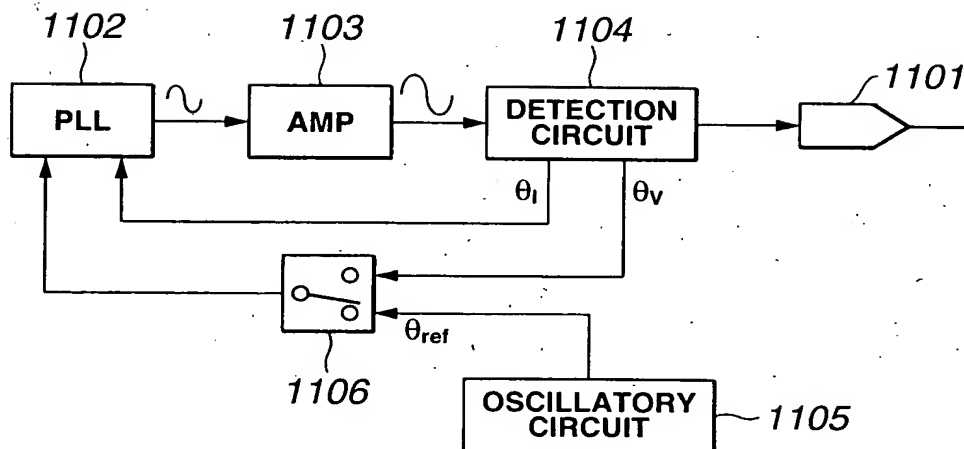 1102
1103
1104
1101
PLL
AMP
DETECTION
CIRCUIT
θI
θV
θref
1106
OSCILLATORY
CIRCUIT
1105